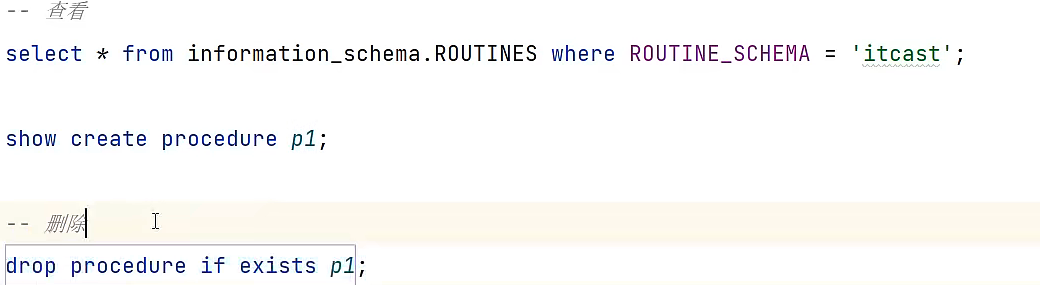 -- 查看
select * from information_schema.ROUTINES where ROUTINE_SCHEMA = 'itcast';
show create procedure p1;
-- 删除
drop procedure if exists p1;